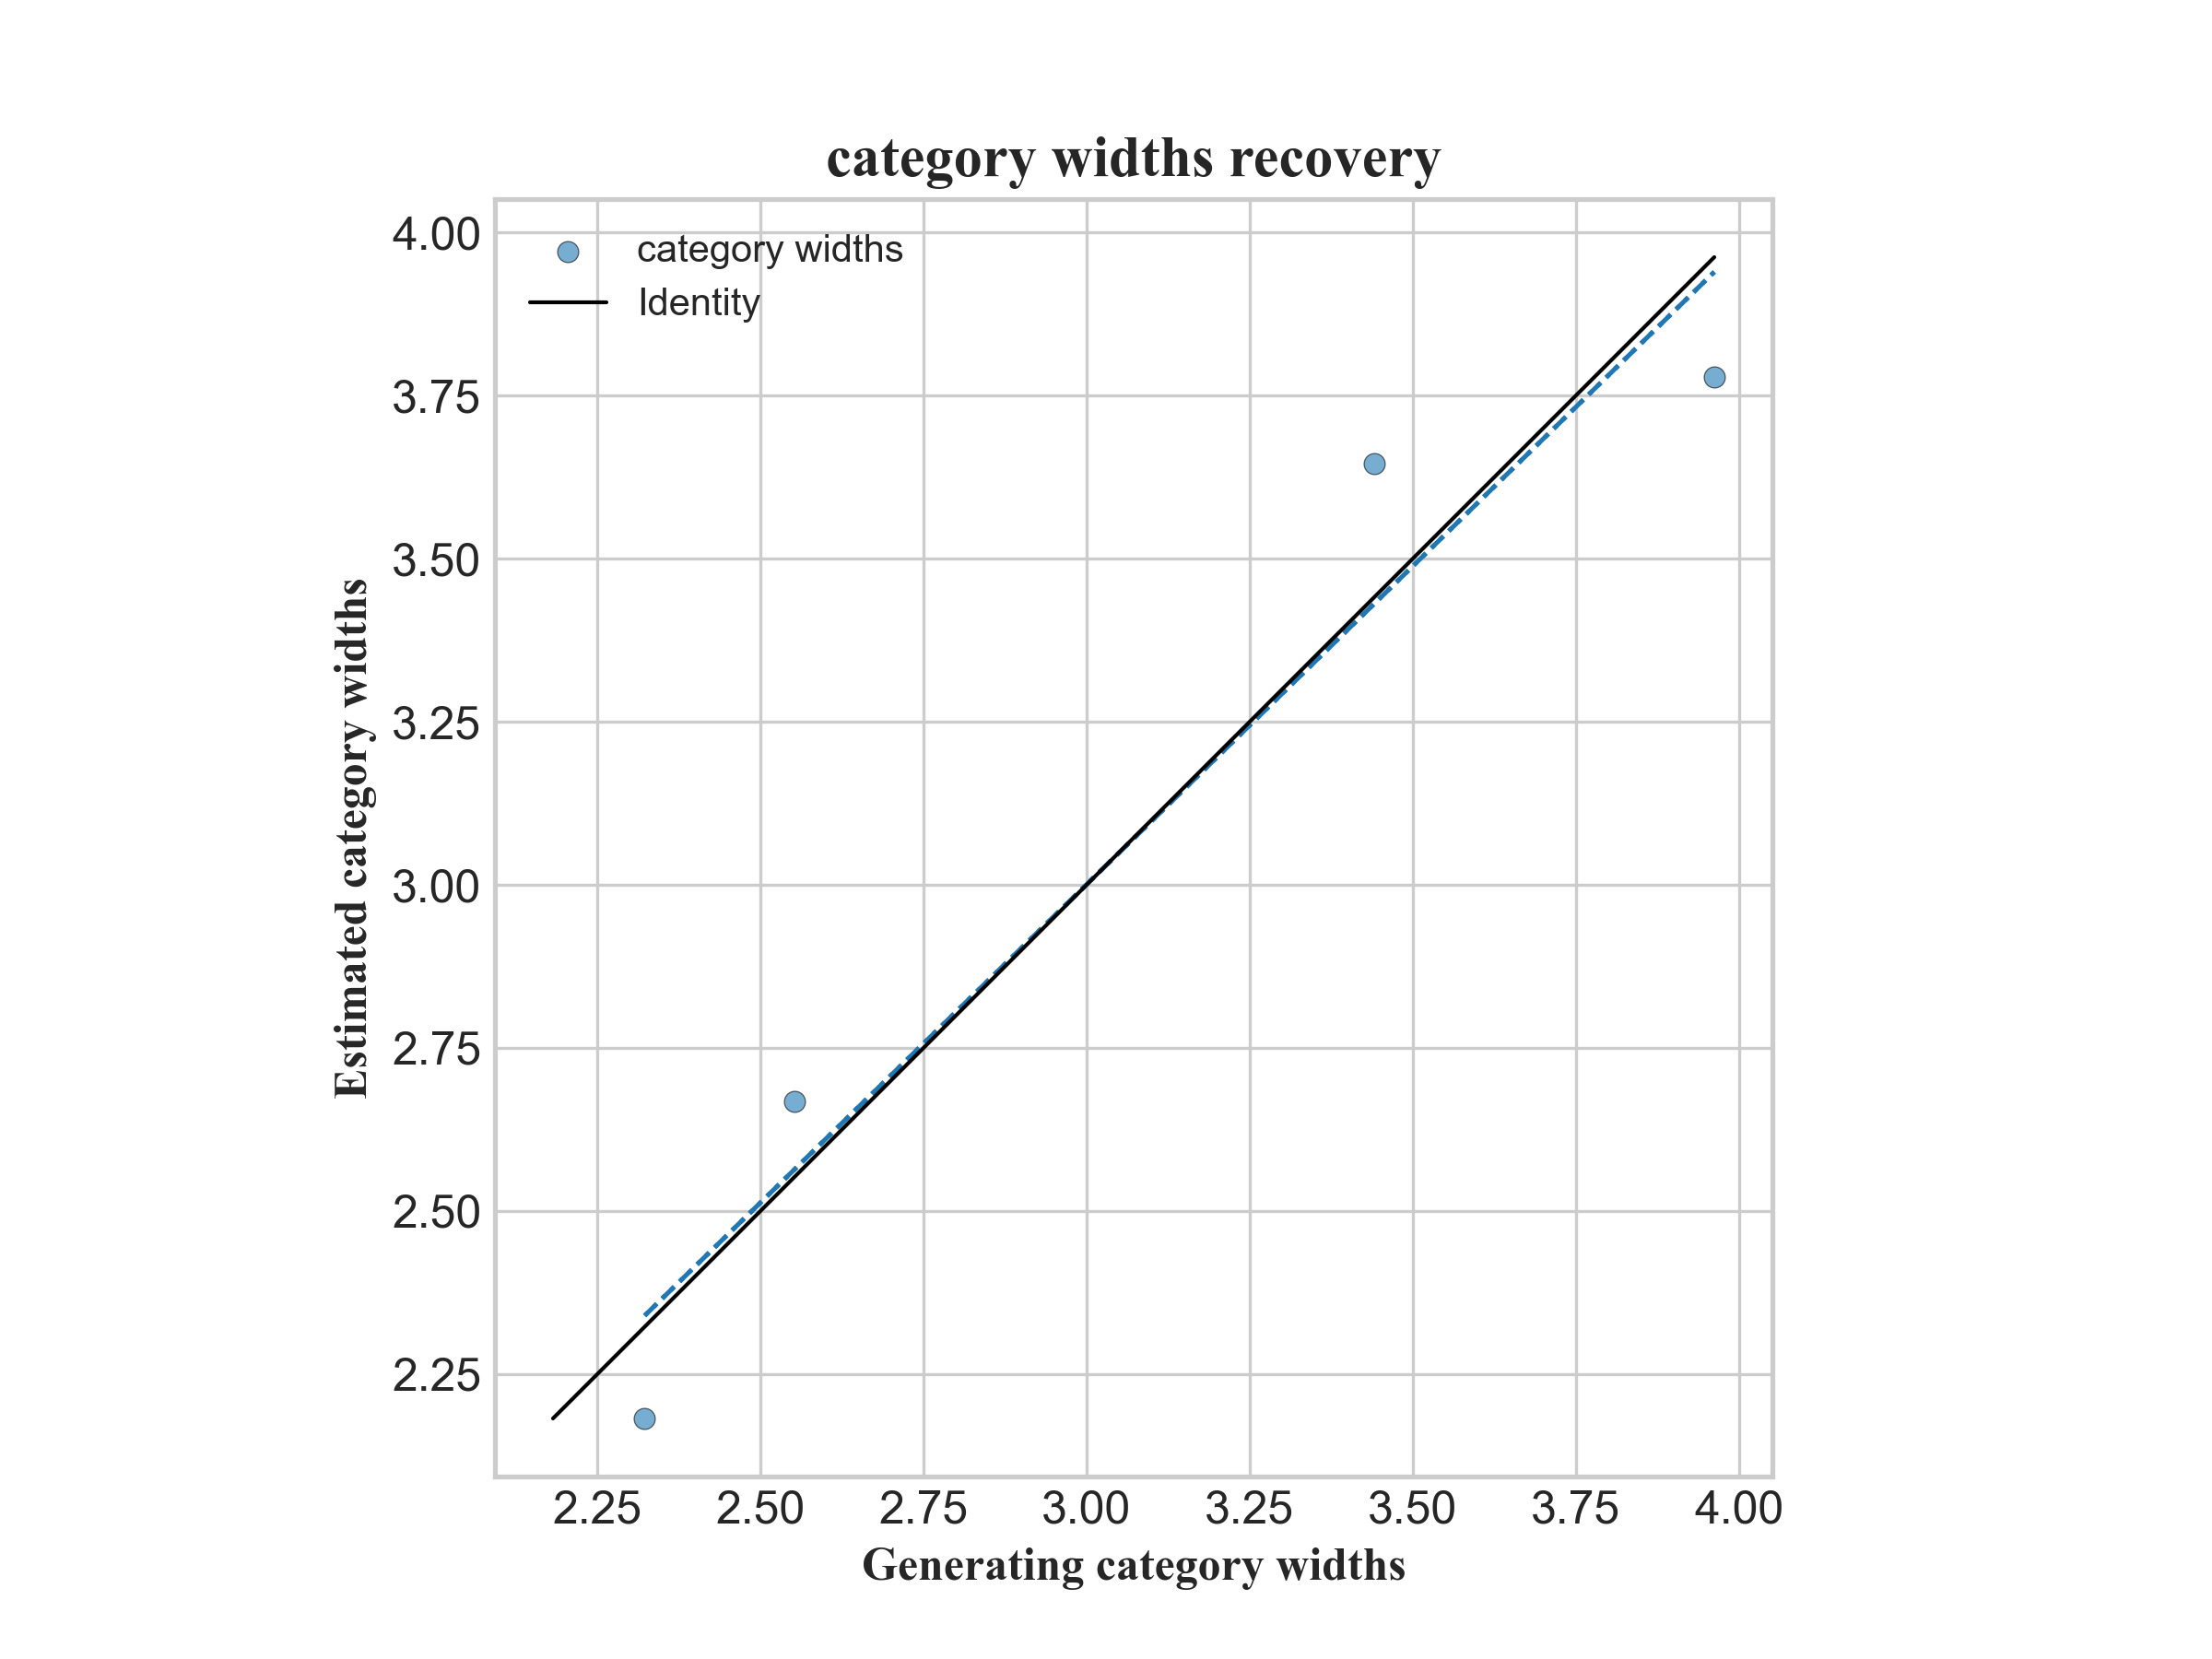 category widths recovery
category widths
Identity
4.00
3.75
3.50
3.25
3.00
2.75
2.50
2.25
Estimated category widths
2.25 2.50 2.75 3.00 3.25 3.50 3.75 4.00
Generating category widths